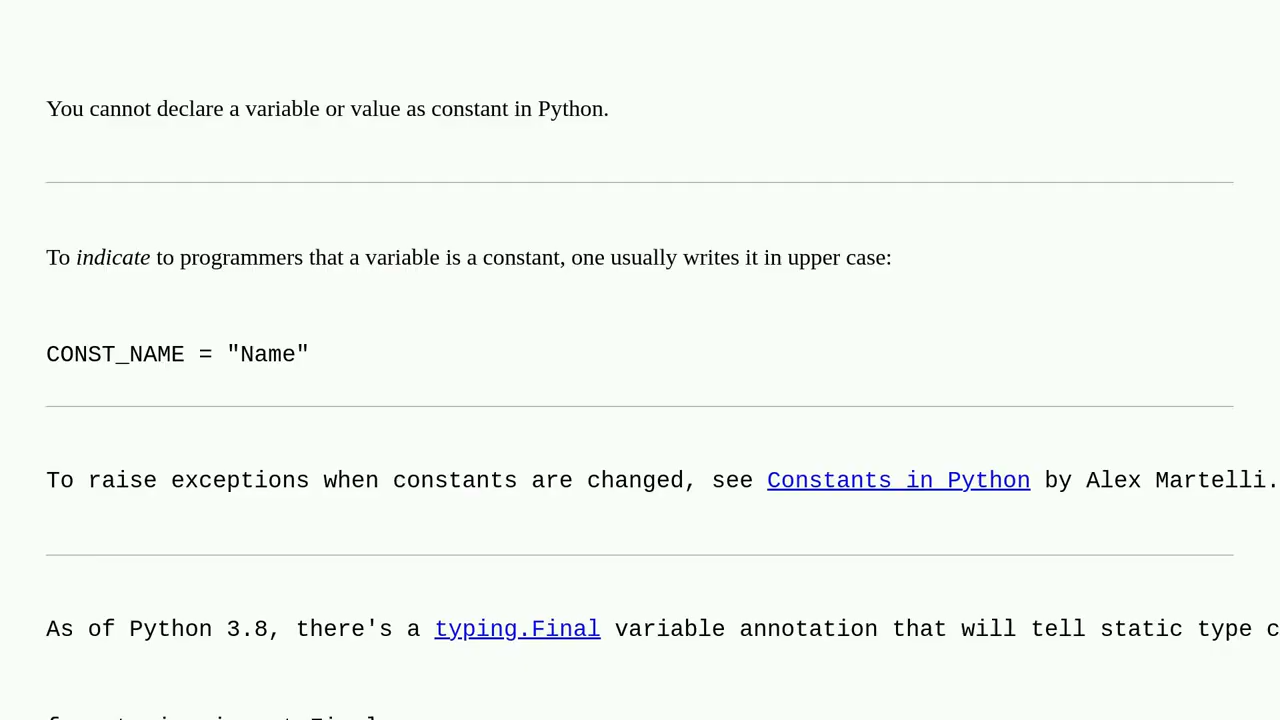 You cannot declare a variable or value as constant in Python.
To indicate to programmers that a variable is a constant, one usually writes it in upper case:
CONST_NAME = "Name"
To raise exceptions when constants are changed, see Constants in Python by Alex Martelli.
As of Python 3.8, there's a typing.Final variable annotation that will tell static type